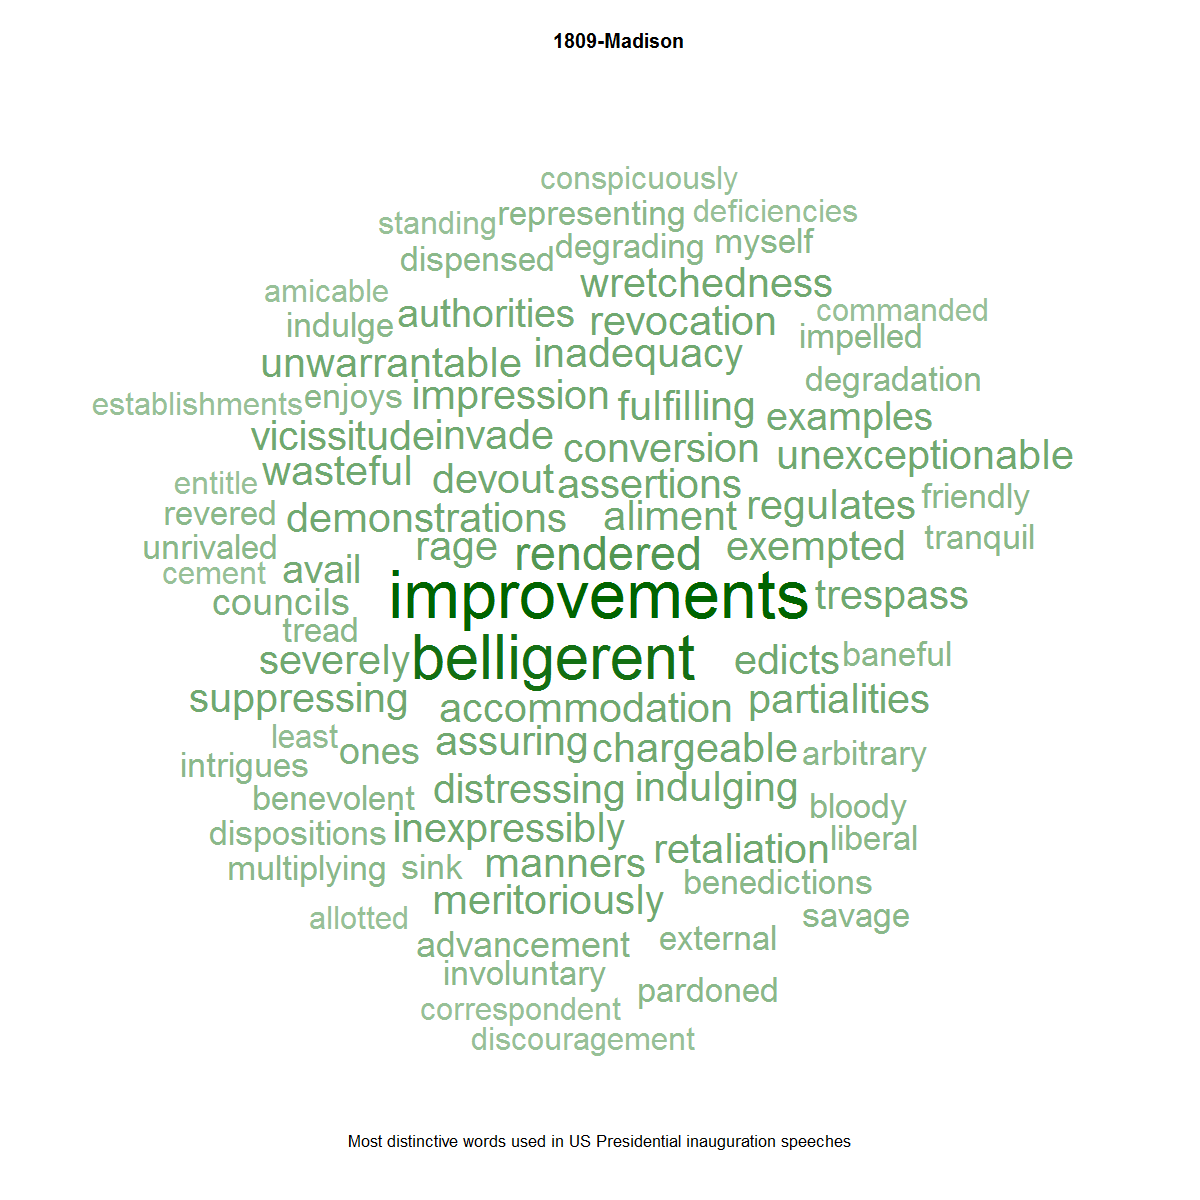 1809-Madison
conspicuously
standing representing deficiencies
dispensed degrading myself
amicable wretchedness
indulge authorities revocation commanded
unwarrantable inadequacy impelled
establishments enjoys impression fulfilling degradation
vicissitude invade conversion examples
wasteful devout assertions unexceptionable
entitle demonstrations aliment regulates friendly
revered rage rendered exempted tranquil
unrivaled avail
cement improvements trespass
councils
tread belligerent edicts baneful
severely
suppressing accommodation partialities
least ones assuring chargeable arbitrary
intrigues distressing indulging
benevolent inexpressibly bloody
dispositions manners retaliation liberal
multiplying sink meritoriously benedictions
allotted savage
advancement external
involuntary pardoned
correspondent
discouragement
Most distinctive words used in US Presidential inauguration speeches